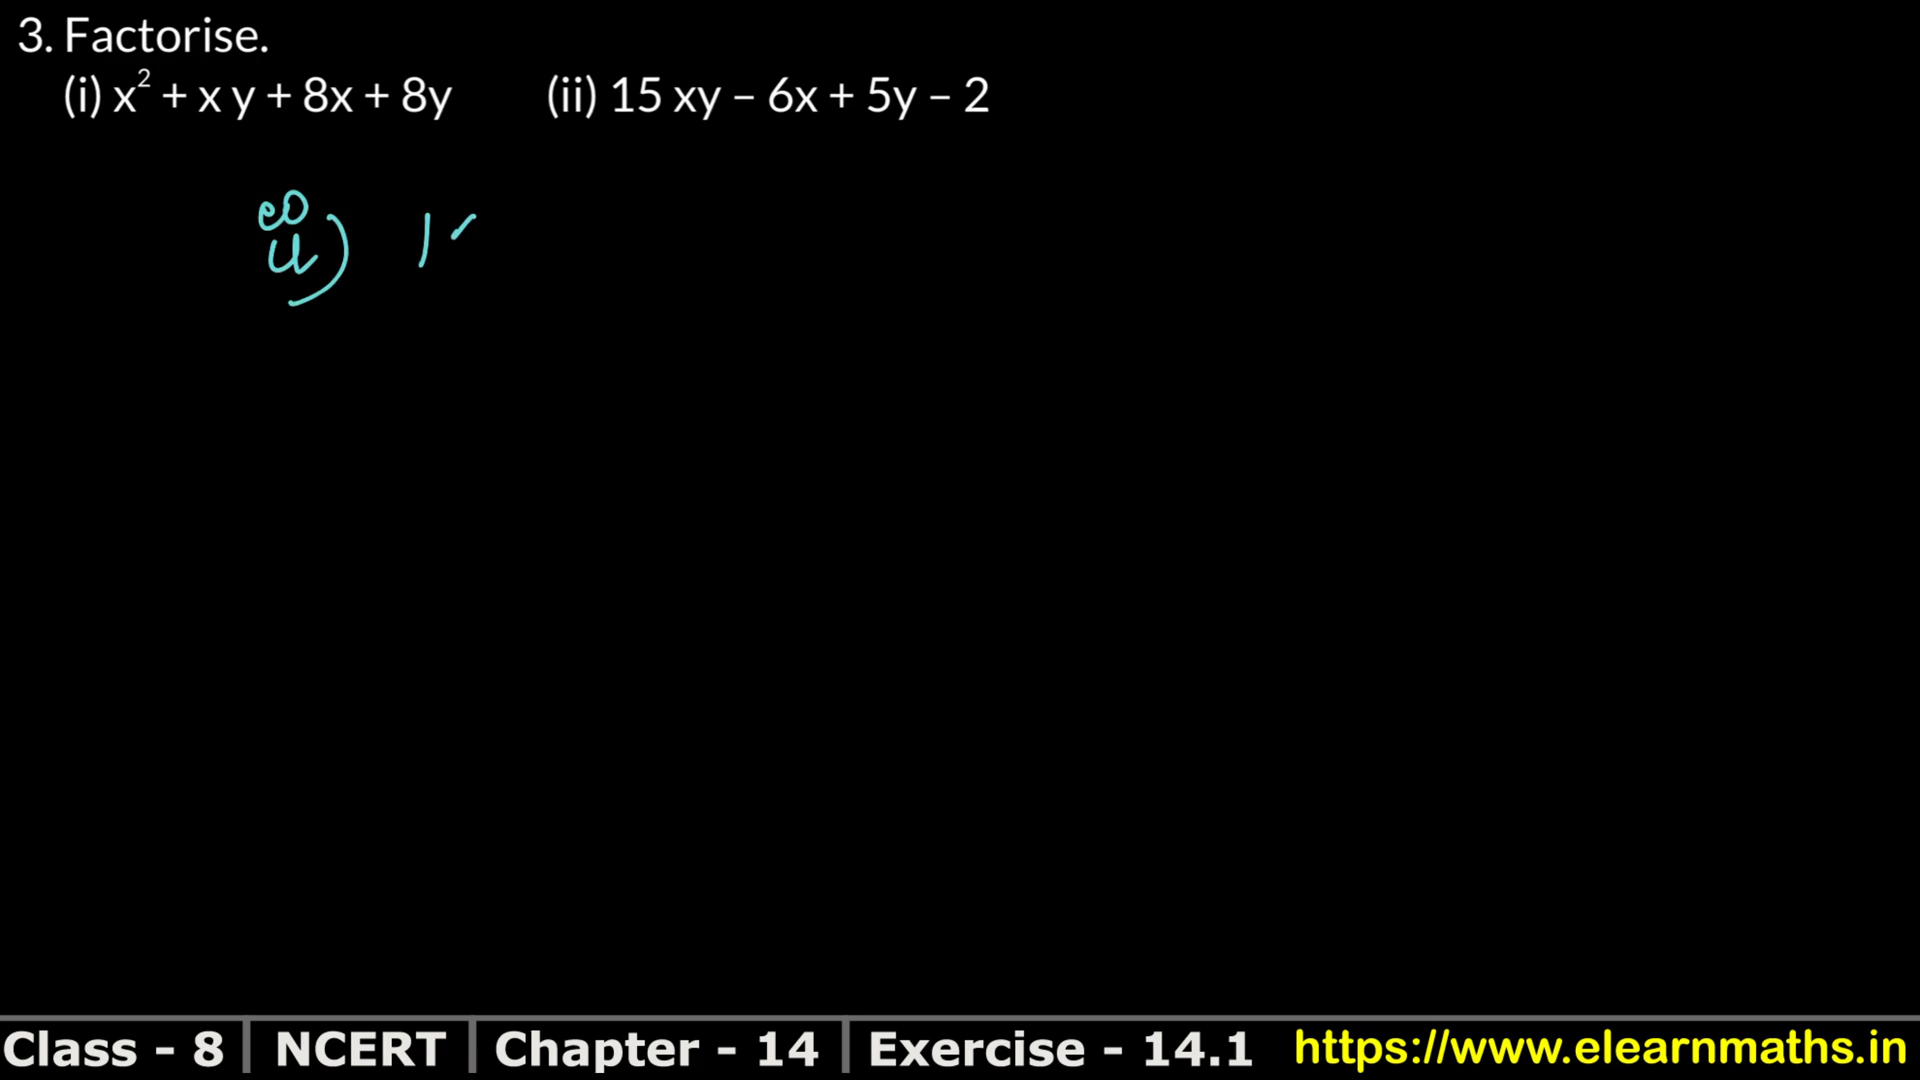 3. Factorise.
(i) x² + x y + 8x + 8y (ii) 15 xy – 6x + 5y – 2
Class - 8 | NCERT | Chapter - 14 | Exercise - 14.1 https://www.elearnmaths.in